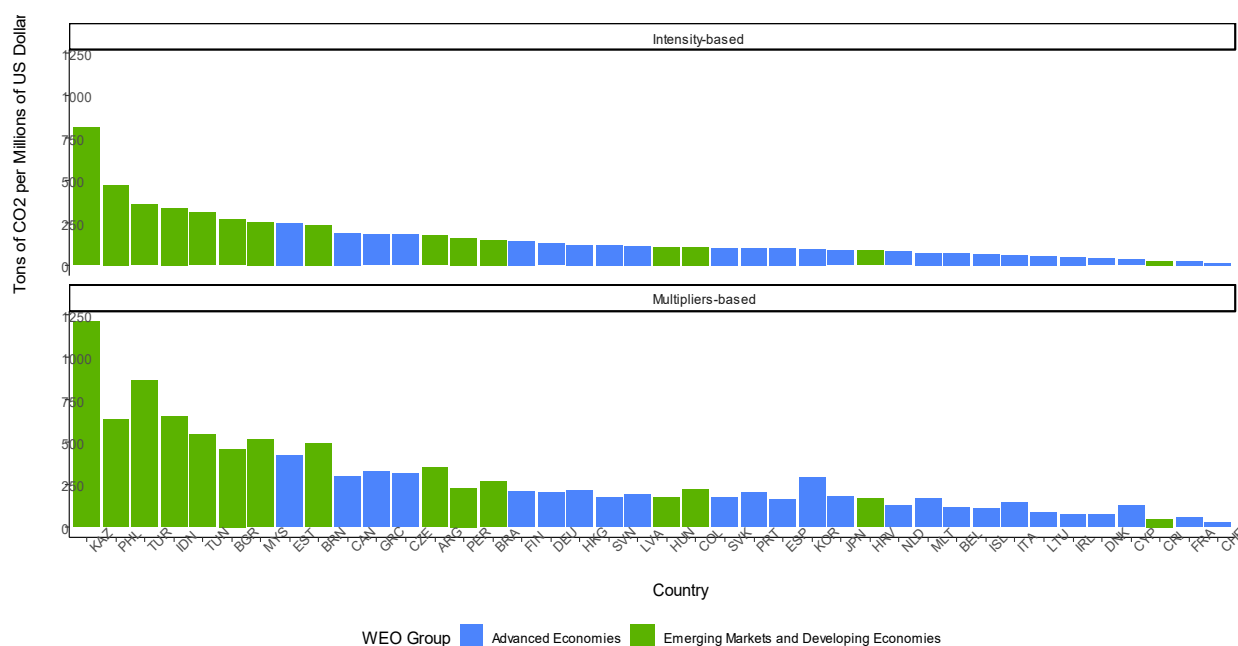 Tons of CO2 per Millions of US Dollar
Intensity-based
1250
1000
750
500
250
0
Multipliers-based
1250
1000
750
500
250
0
KAZ PHL TUR IDN TUN BGR MYS EST BRN CAN GRC CZE ARG PER BRA FIN DEU HKG SVN LVA HUN COL SVK PRT ESP KOR JPN HRV NLD MLT BEL ISL ITA LTU IRL DNK CYP CRI FRA CHE
Country
WEO Group Advanced Economies Emerging Markets and Developing Economies